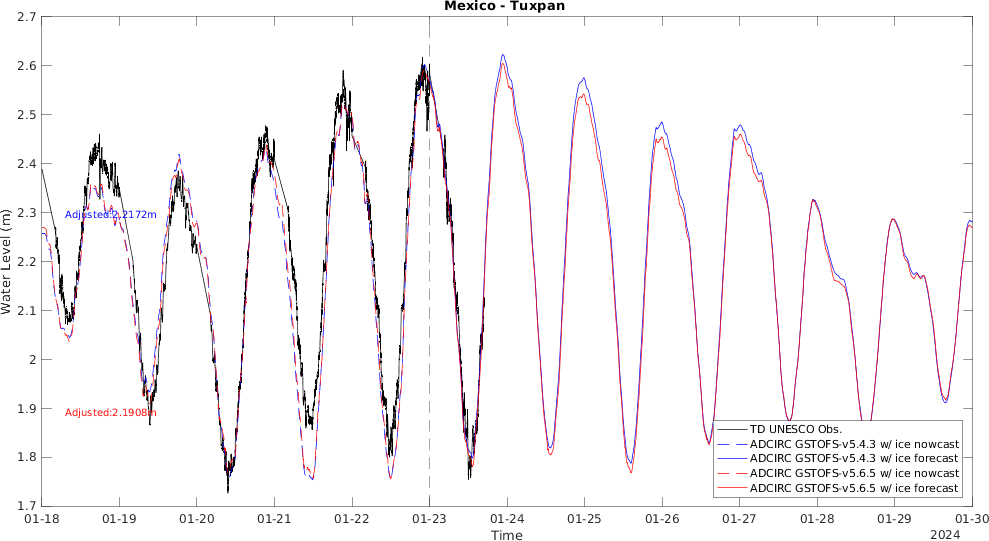 Mexico - Tuxpan
2.7
2.6
2.5
2.4
2.3
2.2
2.1
2
1.9
1.8
1.7
Water Level (m)
Adjusted:2.2172m
Adjusted:2.1908m
TD UNESCO Obs.
ADCIRC GSTOFS-v5.4.3 w/ ice nowcast
ADCIRC GSTOFS-v5.4.3 w/ ice forecast
ADCIRC GSTOFS-v5.6.5 w/ ice nowcast
ADCIRC GSTOFS-v5.6.5 w/ ice forecast
01-18 01-19 01-20 01-21 01-22 01-23 01-24 01-25 01-26 01-27 01-28 01-29 01-30
Time
2024